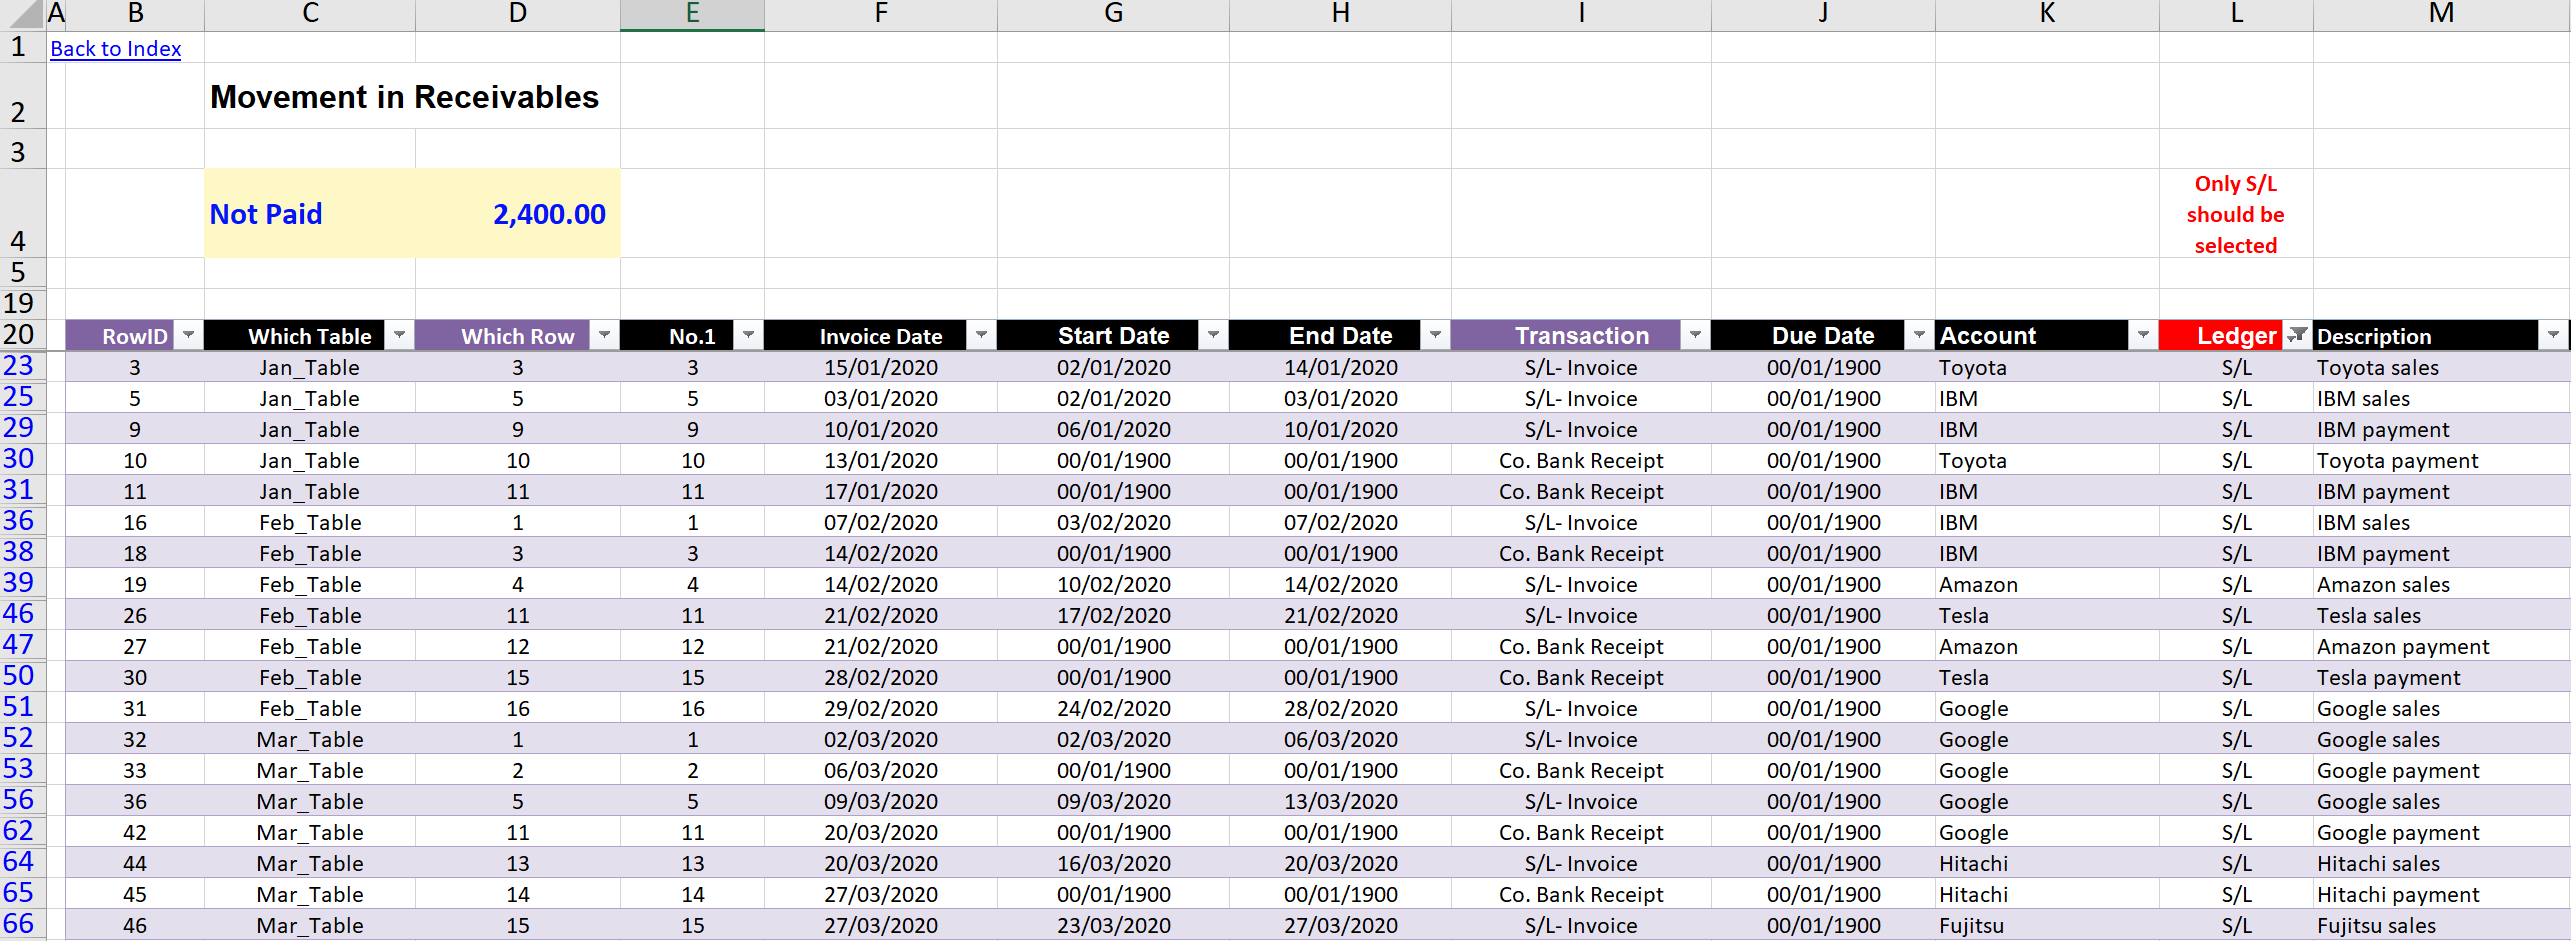 A B C D E F G H I J K L M
1 Back to Index
2 Movement in Receivables
3
Only S/L
should be
selected
4 Not Paid 2,400.00
5
19
20 RowID Which Table Which Row No.1 Invoice Date Start Date End Date Transaction Due Date Account Ledger Description
23 3 Jan_Table 3 3 15/01/2020 02/01/2020 14/01/2020 S/L- Invoice 00/01/1900 Toyota S/L Toyota sales
25 5 Jan_Table 5 5 03/01/2020 02/01/2020 03/01/2020 S/L- Invoice 00/01/1900 IBM S/L IBM sales
29 9 Jan_Table 9 9 10/01/2020 06/01/2020 10/01/2020 S/L- Invoice 00/01/1900 IBM S/L IBM payment
30 10 Jan_Table 10 10 13/01/2020 00/01/1900 00/01/1900 Co. Bank Receipt 00/01/1900 Toyota S/L Toyota payment
31 11 Jan_Table 11 11 17/01/2020 00/01/1900 00/01/1900 Co. Bank Receipt 00/01/1900 IBM S/L IBM payment
36 16 Feb_Table 1 1 07/02/2020 03/02/2020 07/02/2020 S/L- Invoice 00/01/1900 IBM S/L IBM sales
38 18 Feb_Table 3 3 14/02/2020 00/01/1900 00/01/1900 Co. Bank Receipt 00/01/1900 IBM S/L IBM payment
39 19 Feb_Table 4 4 14/02/2020 10/02/2020 14/02/2020 S/L- Invoice 00/01/1900 Amazon S/L Amazon sales
46 26 Feb_Table 11 11 21/02/2020 17/02/2020 21/02/2020 S/L- Invoice 00/01/1900 Tesla S/L Tesla sales
47 27 Feb_Table 12 12 21/02/2020 00/01/1900 00/01/1900 Co. Bank Receipt 00/01/1900 Amazon S/L Amazon payment
50 30 Feb_Table 15 15 28/02/2020 00/01/1900 00/01/1900 Co. Bank Receipt 00/01/1900 Tesla S/L Tesla payment
51 31 Feb_Table 16 16 29/02/2020 24/02/2020 28/02/2020 S/L- Invoice 00/01/1900 Google S/L Google sales
52 32 Mar_Table 1 1 02/03/2020 02/03/2020 06/03/2020 S/L- Invoice 00/01/1900 Google S/L Google sales
53 33 Mar_Table 2 2 06/03/2020 00/01/1900 00/01/1900 Co. Bank Receipt 00/01/1900 Google S/L Google payment
56 36 Mar_Table 5 5 09/03/2020 09/03/2020 13/03/2020 S/L- Invoice 00/01/1900 Google S/L Google sales
62 42 Mar_Table 11 11 20/03/2020 00/01/1900 00/01/1900 Co. Bank Receipt 00/01/1900 Google S/L Google payment
64 44 Mar_Table 13 13 20/03/2020 16/03/2020 20/03/2020 S/L- Invoice 00/01/1900 Hitachi S/L Hitachi sales
65 45 Mar_Table 14 14 27/03/2020 00/01/1900 00/01/1900 Co. Bank Receipt 00/01/1900 Hitachi S/L Hitachi payment
66 46 Mar_Table 15 15 27/03/2020 23/03/2020 27/03/2020 S/L- Invoice 00/01/1900 Fujitsu S/L Fujitsu sales